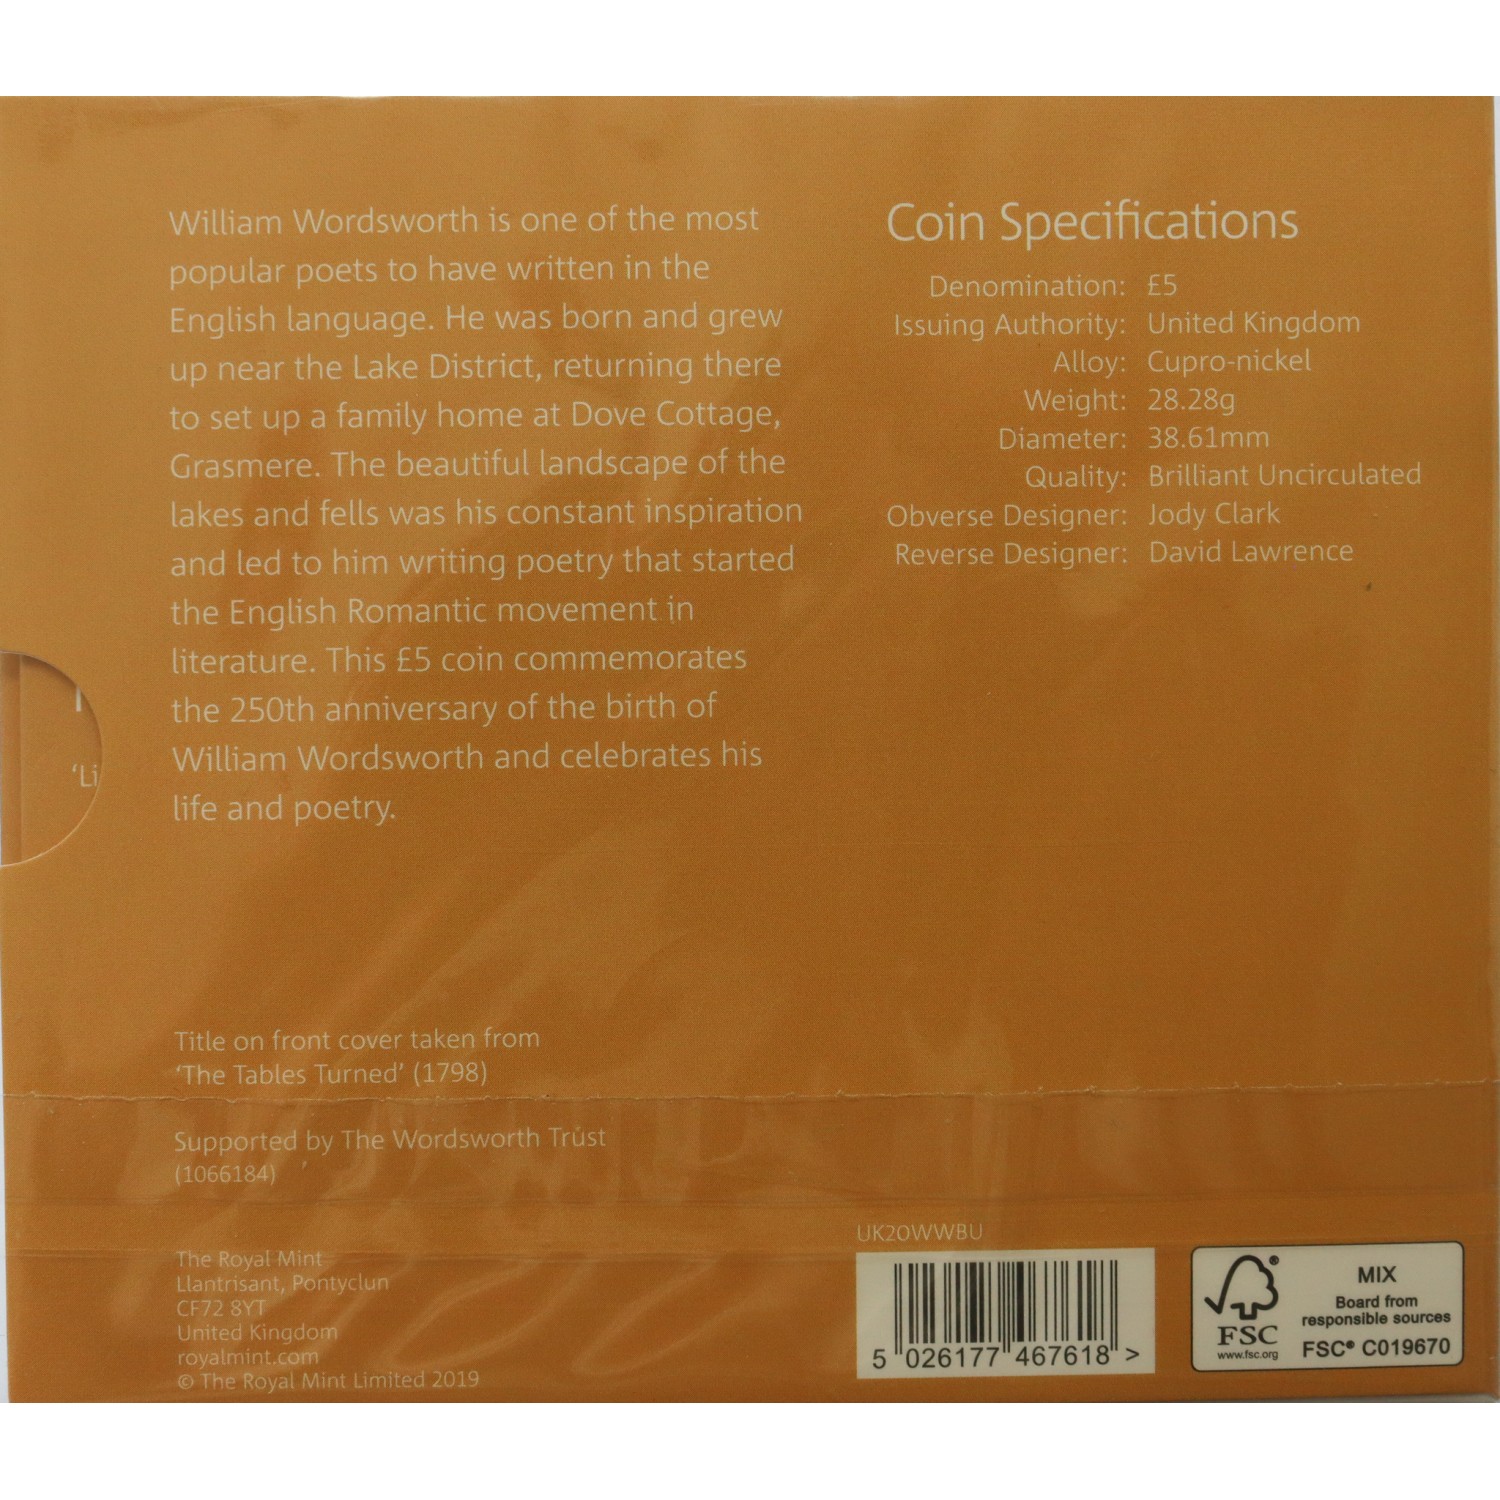 William Wordsworth is one of the most
popular poets to have written in the
English language. He was born and grew
up near the Lake District, returning there
to set up a family home at Dove Cottage,
Grasmere. The beautiful landscape of the
lakes and fells was his constant inspiration
and led to him writing poetry that started
the English Romantic movement in
literature. This £5 coin commemorates
the 250th anniversary of the birth of
William Wordsworth and celebrates his
life and poetry.
‘Li
Coin Specifications
Denomination: £5
Issuing Authority: United Kingdom
Alloy: Cupro-nickel
Weight: 28.28g
Diameter: 38.61mm
Quality: Brilliant Uncirculated
Obverse Designer: Jody Clark
Reverse Designer: David Lawrence
Title on front cover taken from
‘The Tables Turned’ (1798)
Supported by The Wordsworth Trust
(1066184)
The Royal Mint
Llantrisant, Pontyclun
CF72 8YT
United Kingdom
royalmint.com
© The Royal Mint Limited 2019
UK20WWBU
5 026177 467618 >
FSC®
www.fsc.org
MIX
Board from
responsible sources
FSC® C019670